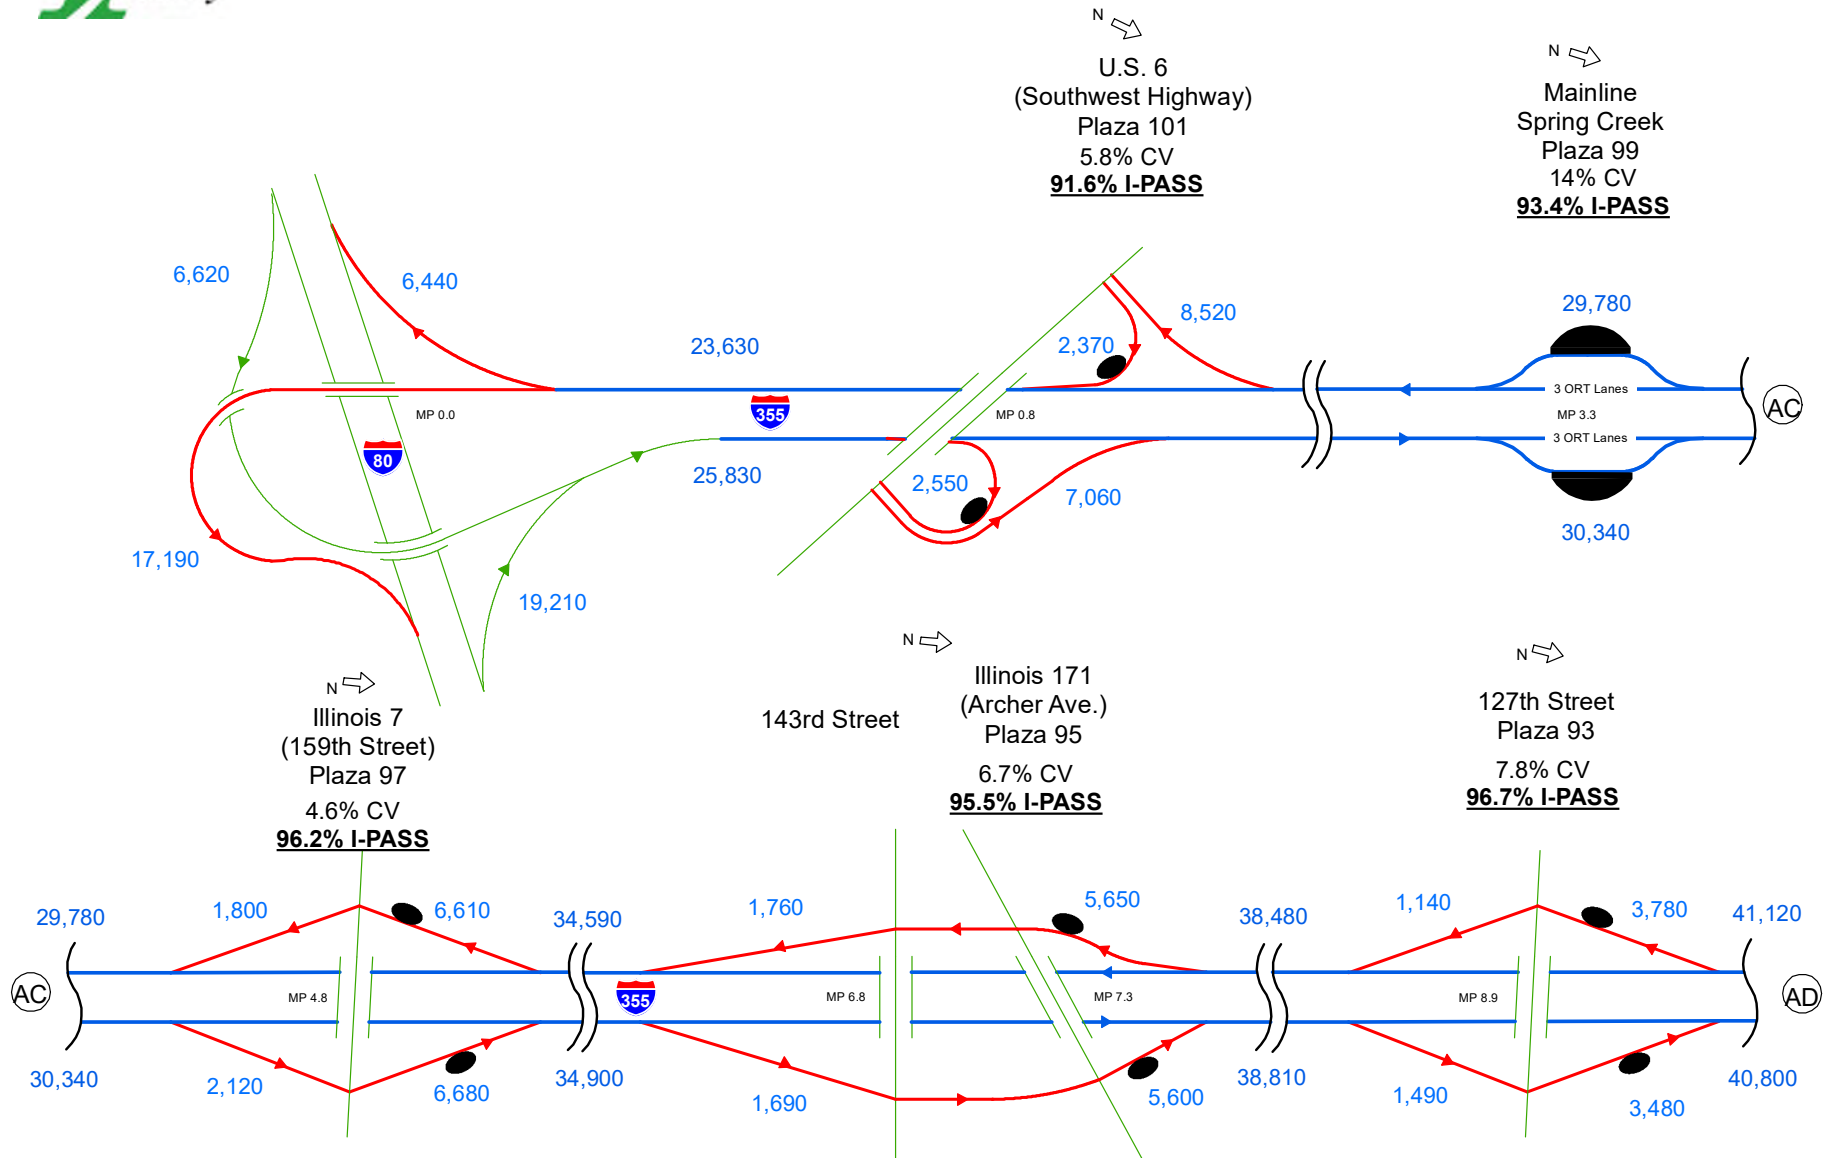 N
U.S. 6
(Southwest Highway)
Plaza 101
5.8% CV
91.6% I-PASS
N
Mainline
Spring Creek
Plaza 99
14% CV
93.4% I-PASS
6,620
6,440
23,630
2,370
8,520
29,780
3 ORT Lanes
MP 0.0
355
MP 0.8
MP 3.3
AC
3 ORT Lanes
80
25,830
2,550
7,060
30,340
17,190
19,210
N
Illinois 7
(159th Street)
Plaza 97
4.6% CV
96.2% I-PASS
143rd Street
N
Illinois 171
(Archer Ave.)
Plaza 95
6.7% CV
95.5% I-PASS
N
127th Street
Plaza 93
7.8% CV
96.7% I-PASS
29,780
1,800
6,610
34,590
1,760
5,650
38,480
1,140
3,780
41,120
AC
MP 4.8
355
MP 6.8
MP 7.3
MP 8.9
AD
30,340
2,120
6,680
34,900
1,690
5,600
38,810
1,490
3,480
40,800